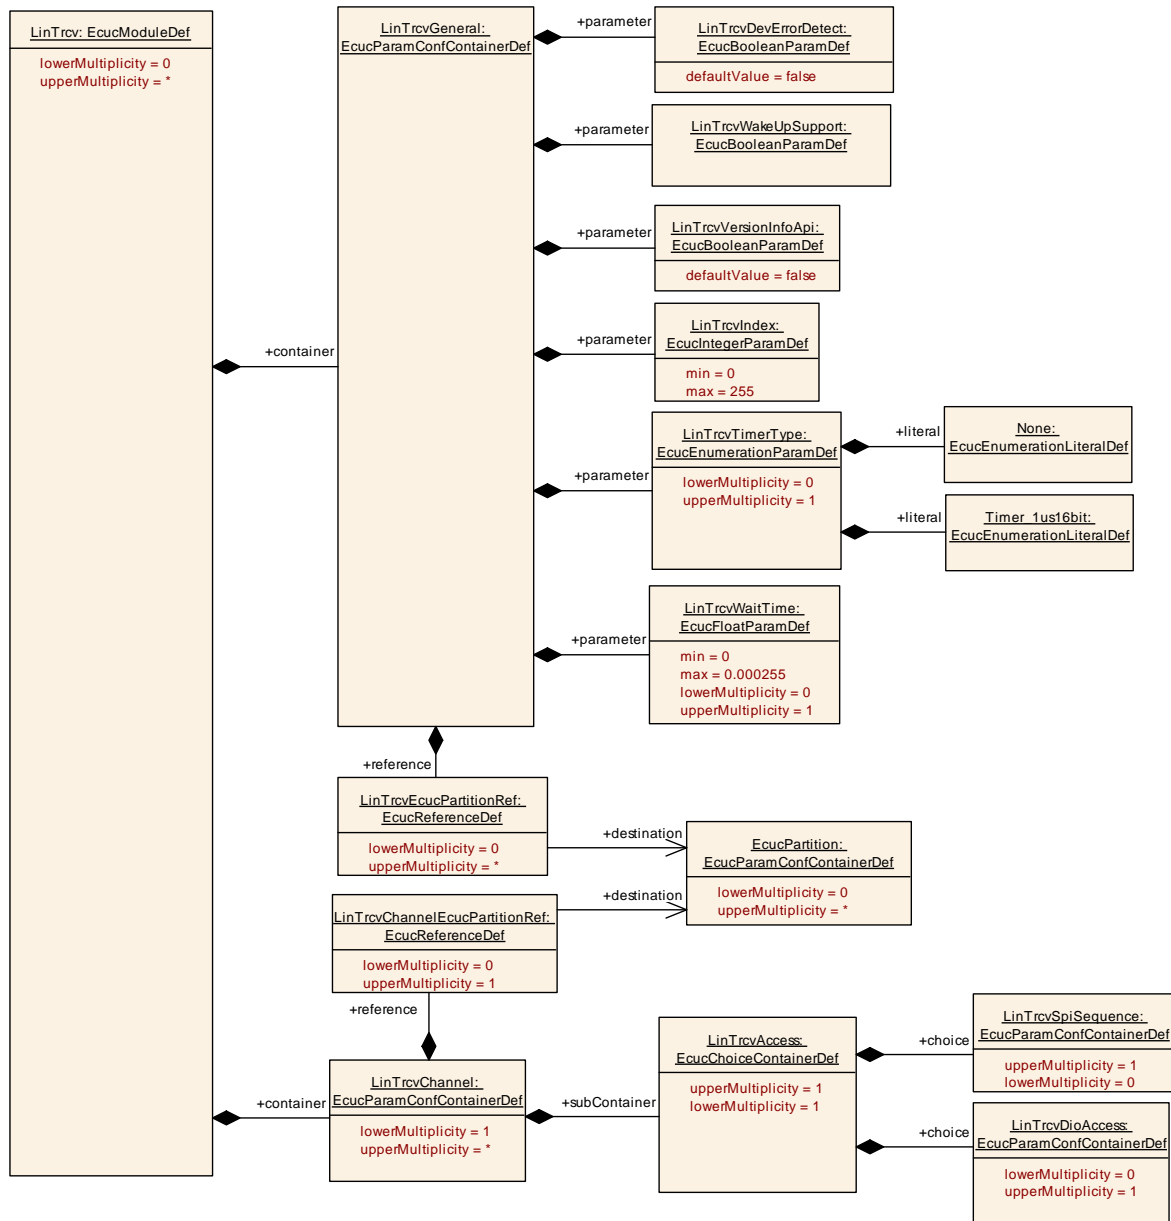 LinTrcv: EcucModuleDef
lowerMultiplicity = 0
upperMultiplicity = *
LinTrcvGeneral:
EcucParamConfContainerDef
+parameter
LinTrcvDevErrorDetect:
EcucBooleanParamDef
defaultValue = false
+parameter
LinTrcvWakeUpSupport:
EcucBooleanParamDef
+parameter
LinTrcvVersionInfoApi:
EcucBooleanParamDef
defaultValue = false
+container
+parameter
LinTrcvIndex:
EcucIntegerParamDef
min = 0
max = 255
+parameter
LinTrcvTimerType:
EcucEnumerationParamDef
lowerMultiplicity = 0
upperMultiplicity = 1
+literal
None:
EcucEnumerationLiteralDef
+literal
Timer_1us16bit:
EcucEnumerationLiteralDef
+parameter
LinTrcvWaitTime:
EcucFloatParamDef
min = 0
max = 0.000255
lowerMultiplicity = 0
upperMultiplicity = 1
+reference
LinTrcvEcucPartitionRef:
EcucReferenceDef
lowerMultiplicity = 0
upperMultiplicity = *
+destination
EcucPartition:
EcucParamConfContainerDef
lowerMultiplicity = 0
upperMultiplicity = *
+destination
LinTrcvChannelEcucPartitionRef:
EcucReferenceDef
lowerMultiplicity = 0
upperMultiplicity = 1
+reference
+container
LinTrcvChannel:
EcucParamConfContainerDef
lowerMultiplicity = 1
upperMultiplicity = *
+subContainer
LinTrcvAccess:
EcucChoiceContainerDef
upperMultiplicity = 1
lowerMultiplicity = 1
+choice
LinTrcvSpiSequence:
EcucParamConfContainerDef
upperMultiplicity = 1
lowerMultiplicity = 0
+choice
LinTrcvDioAccess:
EcucParamConfContainerDef
lowerMultiplicity = 0
upperMultiplicity = 1